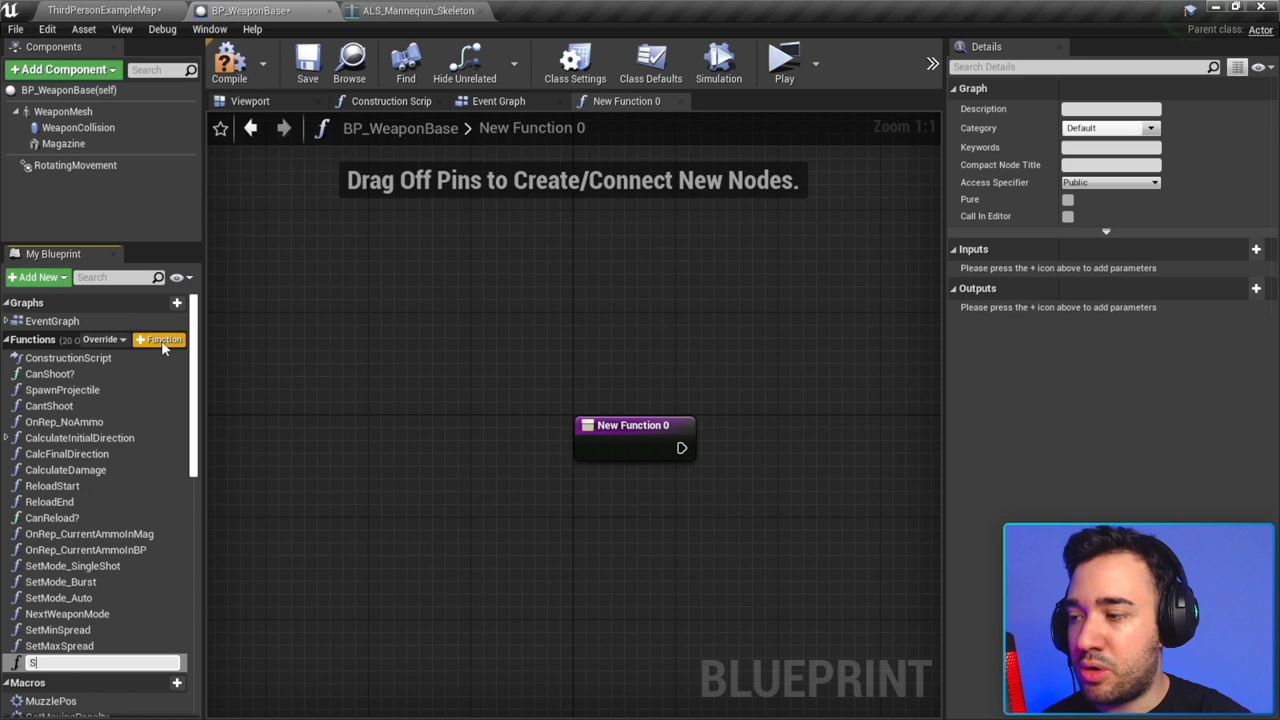 ThirdPersonExampleMap*
BP_WeaponBase*
ALS_Mannequin_Skeleton
File Edit Asset View Debug Window Help
Parent class: Actor
Components
+ Add Component
Search
BP_WeaponBase(self)
WeaponMesh
WeaponCollision
Magazine
RotatingMovement
Compile
Save
Browse
Find
Hide Unrelated
Class Settings
Class Defaults
Simulation
Play
Viewport
Construction Scrip
Event Graph
New Function 0
BP_WeaponBase > New Function 0
Zoom 1:1
Drag Off Pins to Create/Connect New Nodes.
New Function 0
BLUEPRINT
My Blueprint
+ Add New
Search
Graphs
EventGraph
Functions (20 O Override + Function
ConstructionScript
CanShoot?
SpawnProjectile
CantShoot
OnRep_NoAmmo
CalculateInitialDirection
CalcFinalDirection
CalculateDamage
ReloadStart
ReloadEnd
CanReload?
OnRep_CurrentAmmoInMag
OnRep_CurrentAmmoInBP
SetMode_SingleShot
SetMode_Burst
SetMode_Auto
NextWeaponMode
SetMinSpread
SetMaxSpread
S
Macros
MuzzlePos
GetMovingPenalty
Details
Search Details
Graph
Description
Category Default
Keywords
Compact Node Title
Access Specifier Public
Pure
Call In Editor
Inputs
Please press the + icon above to add parameters
Outputs
Please press the + icon above to add parameters